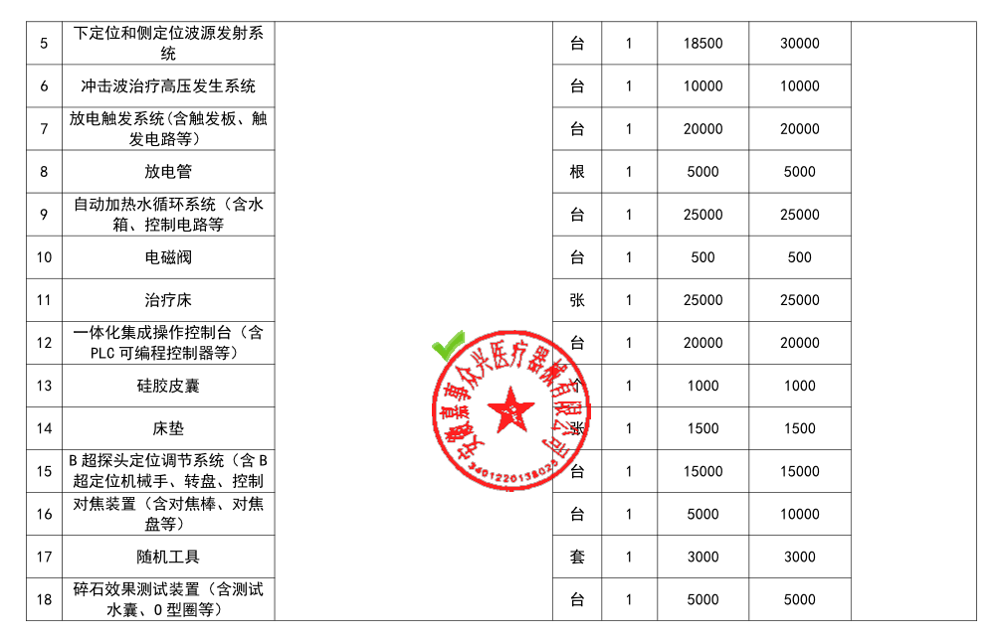 5 下定位和侧定位波源发射系 台 1 18500 30000
统
6 冲击波治疗高压发生系统 台 1 10000 10000
7 放电触发系统(含触发板、触 台 1 20000 20000
发电路等）
8 放电管 根 1 5000 5000
9 自动加热水循环系统（含水 台 1 25000 25000
箱、控制电路等
10 电磁阀 台 1 500 500
11 治疗床 张 1 25000 25000
12 一体化集成操作控制台（含 台 1 20000 20000
PLC 可编程控制器等）
13 硅胶皮囊 个 1 1000 1000
14 床垫 张 1 1500 1500
15 B 超探头定位调节系统（含 B 台 1 15000 15000
超定位机械手、转盘、控制
16 对焦装置（含对焦棒、对焦 台 1 5000 10000
盘等）
17 随机工具 套 1 3000 3000
18 碎石效果测试装置（含测试 台 1 5000 5000
水囊、O 型圈等）
安徽嘉事众兴医疗器械有限公司
3401220138025